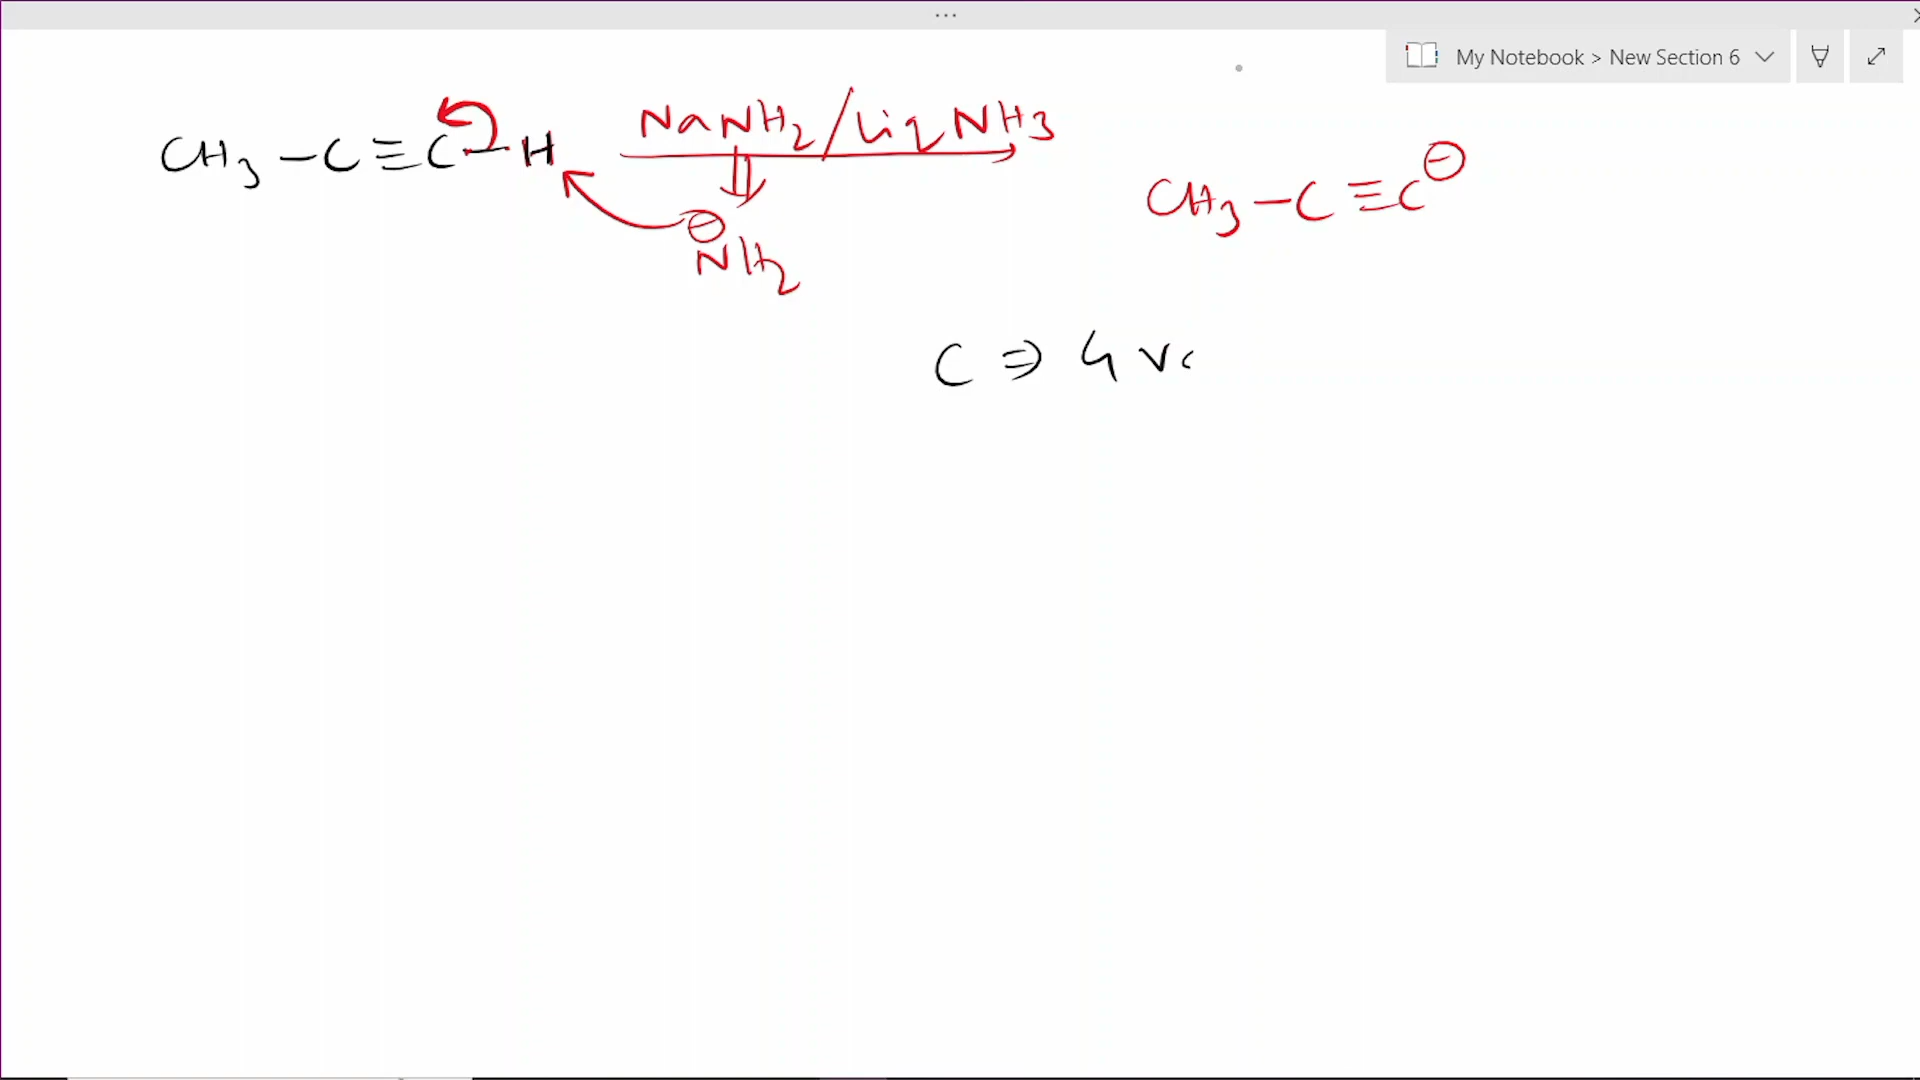 ...
My Notebook > New Section 6
CH₃ – C ≡ C – H NaNH₂/Liq NH₃
CH₃ – C ≡ C⊖
⊖
NH₂
C ⇒ 4 v